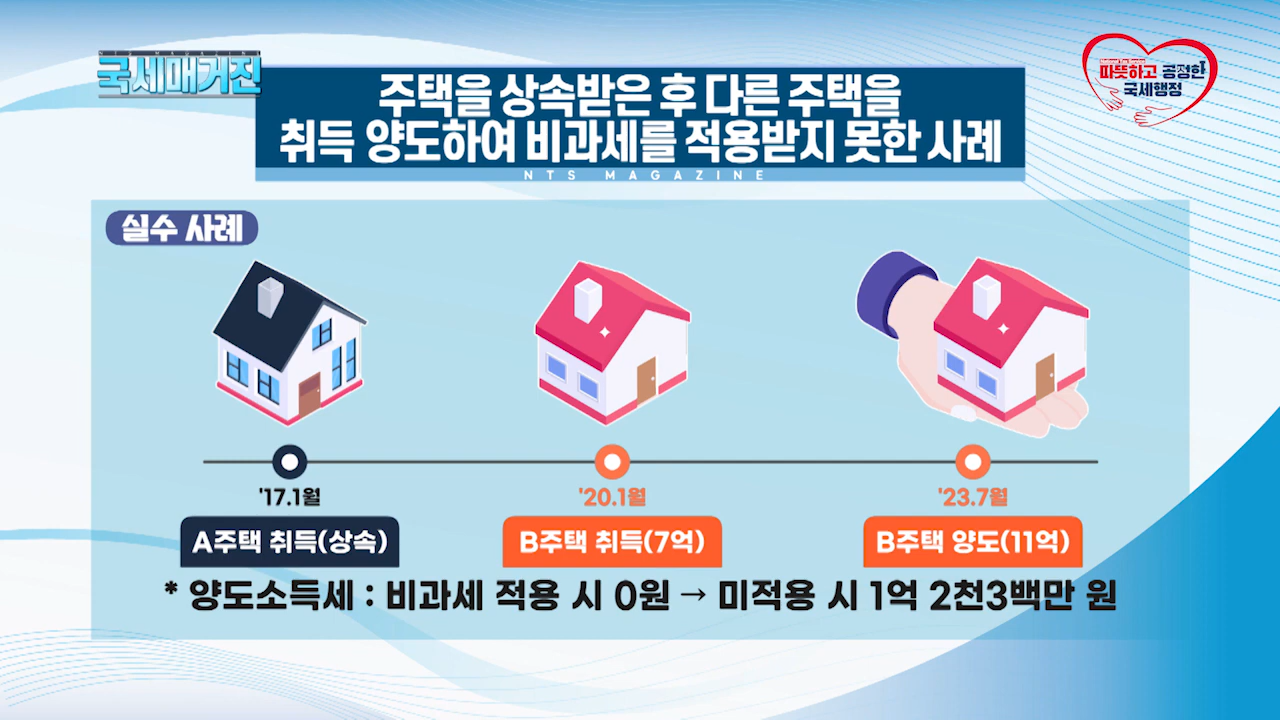 NTS MAGAZINE
국세매거진
따뜻하고 공정한
국세행정
주택을 상속받은 후 다른 주택을
취득 양도하여 비과세를 적용받지 못한 사례
NTS MAGAZINE
실수 사례
'17.1월
'20.1월
'23.7월
A주택 취득(상속)
B주택 취득(7억)
B주택 양도(11억)
* 양도소득세 : 비과세 적용 시 0원 → 미적용 시 1억 2천3백만 원